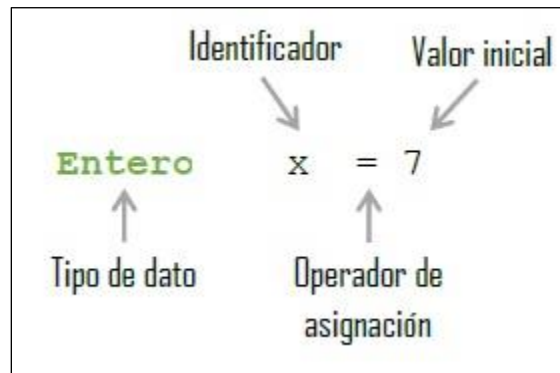 Identificador Valor inicial
Entero x = 7
Tipo de dato Operador de
asignación